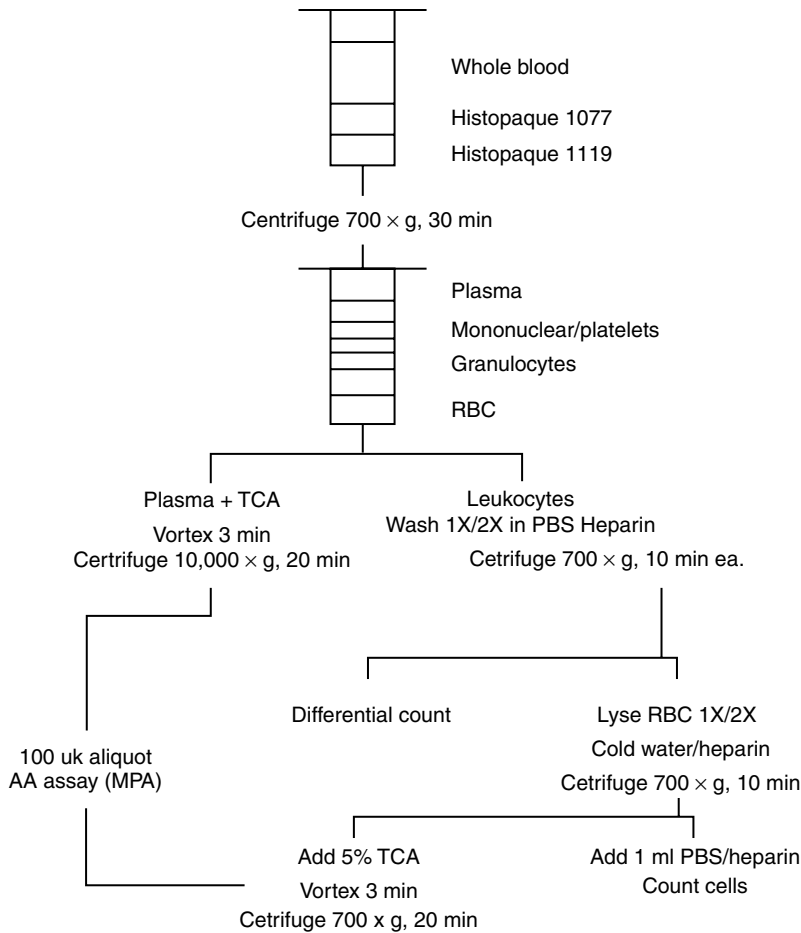 Whole blood
Histopaque 1077
Histopaque 1119
Centrifuge 700 × g, 30 min
Plasma
Mononuclear/platelets
Granulocytes
RBC
Plasma + TCA
Vortex 3 min
Certrifuge 10,000 × g, 20 min
Leukocytes
Wash 1X/2X in PBS Heparin
Cetrifuge 700 × g, 10 min ea.
Differential count
Lyse RBC 1X/2X
Cold water/heparin
Cetrifuge 700 × g, 10 min
100 uk aliquot
AA assay (MPA)
Add 5% TCA
Vortex 3 min
Cetrifuge 700 x g, 20 min
Add 1 ml PBS/heparin
Count cells